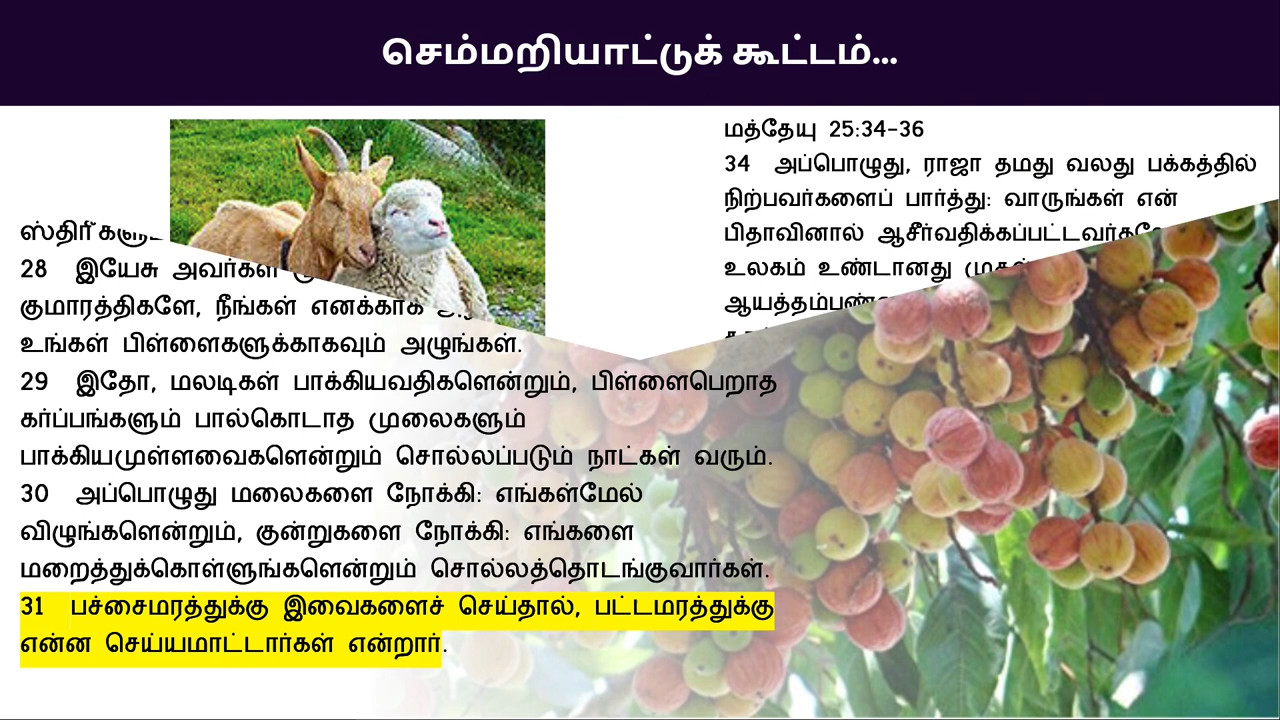 செம்மறியாட்டுக் கூட்டம்...
28 இயேசு அவர்கள்
குமாரத்திகளே, நீங்கள் எனக்காக
உங்கள் பிள்ளைகளுக்காகவும் அழுங்கள்.
29 இதோ, மலடிகள் பாக்கியவதிகளென்றும், பிள்ளைபெறாத
கர்ப்பங்களும் பால்கொடாத முலைகளும்
பாக்கியமுள்ளவைகளென்றும் சொல்லப்படும் நாட்கள் வரும்.
30 அப்பொழுது மலைகளை நோக்கி: எங்கள்மேல்
விழுங்களென்றும், குன்றுகளை நோக்கி: எங்களை
மறைத்துக்கொள்ளுங்களென்றும் சொல்லத்தொடங்குவார்கள்.
31 பச்சைமரத்துக்கு இவைகளைச் செய்தால், பட்டமரத்துக்கு
என்ன செய்யமாட்டார்கள் என்றார்.
மத்தேயு 25:34-36
34 அப்பொழுது, ராஜா தமது வலது பக்கத்தில்
நிற்பவர்களைப் பார்த்து: வாருங்கள் என்
பிதாவினால் ஆசீர்வதிக்கப்பட்டவர்களே
உலகம் உண்டானது முதல்